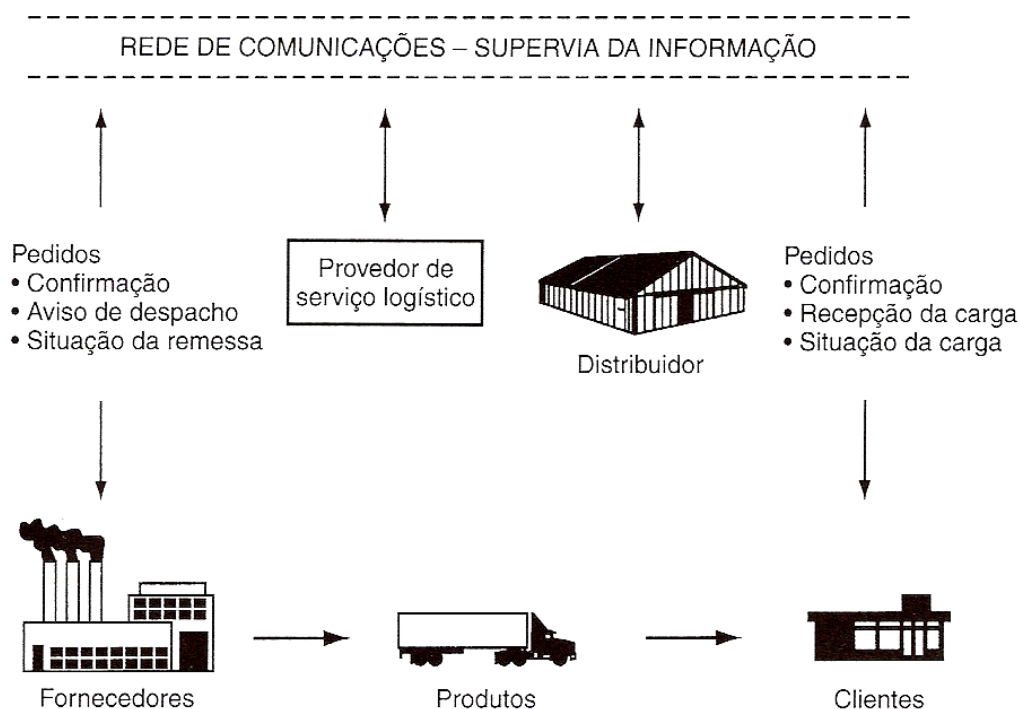 REDE DE COMUNICAÇÕES – SUPERVIA DA INFORMAÇÃO
Pedidos
• Confirmação
• Aviso de despacho
• Situação da remessa
Provedor de
serviço logístico
Distribuidor
Pedidos
• Confirmação
• Recepção da carga
• Situação da carga
Fornecedores
Produtos
Clientes